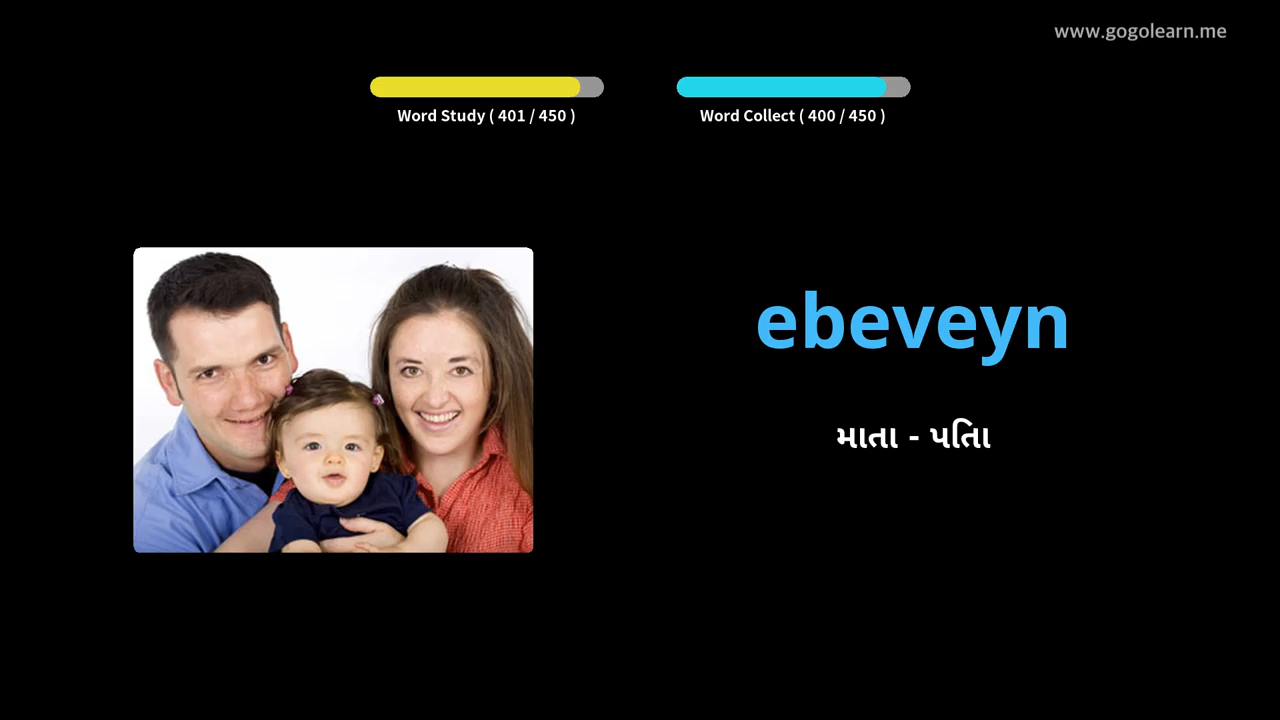 www.gogolearn.me
Word Study ( 401 / 450 )
Word Collect ( 400 / 450 )
ebeveyn
માતા - પિતા